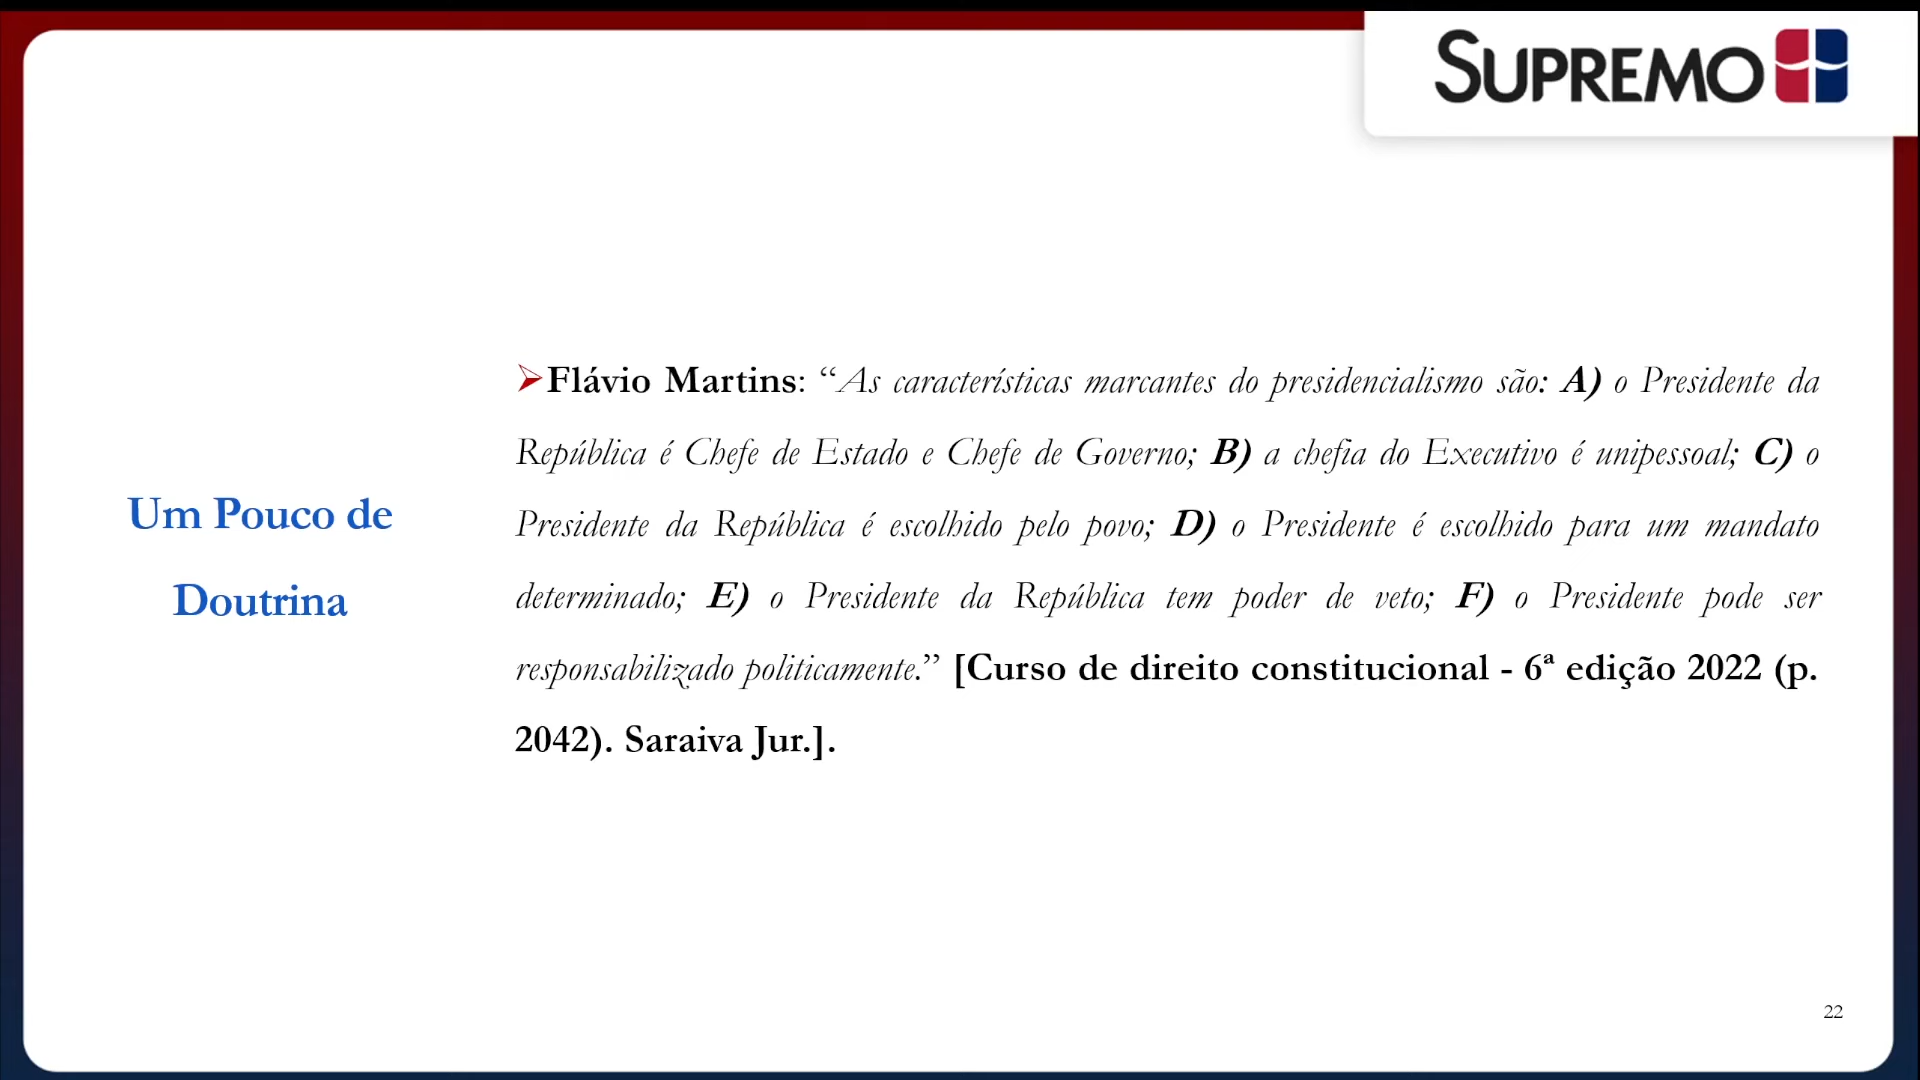 SUPREMO
Um Pouco de
Doutrina
➢Flávio Martins: “As características marcantes do presidencialismo são: A) o Presidente da
República é Chefe de Estado e Chefe de Governo; B) a chefia do Executivo é unipessoal; C) o
Presidente da República é escolhido pelo povo; D) o Presidente é escolhido para um mandato
determinado; E) o Presidente da República tem poder de veto; F) o Presidente pode ser
responsabilizado politicamente.” [Curso de direito constitucional - 6ª edição 2022 (p.
2042). Saraiva Jur.].
22